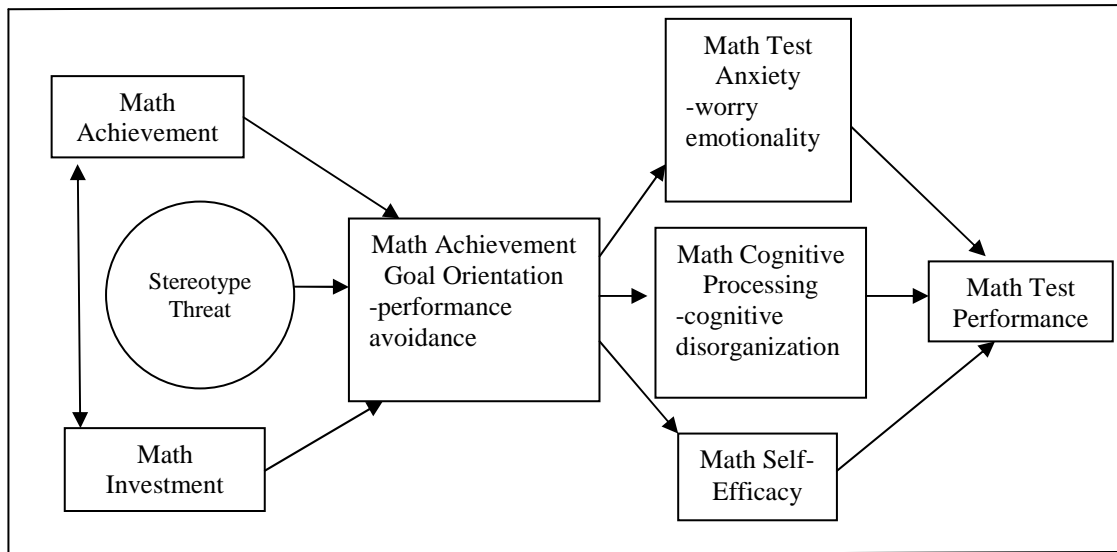 Math
Achievement
Stereotype
Threat
Math
Investment
Math Achievement
Goal Orientation
-performance
avoidance
Math Test
Anxiety
-worry
emotionality
Math Cognitive
Processing
-cognitive
disorganization
Math Self-
Efficacy
Math Test
Performance